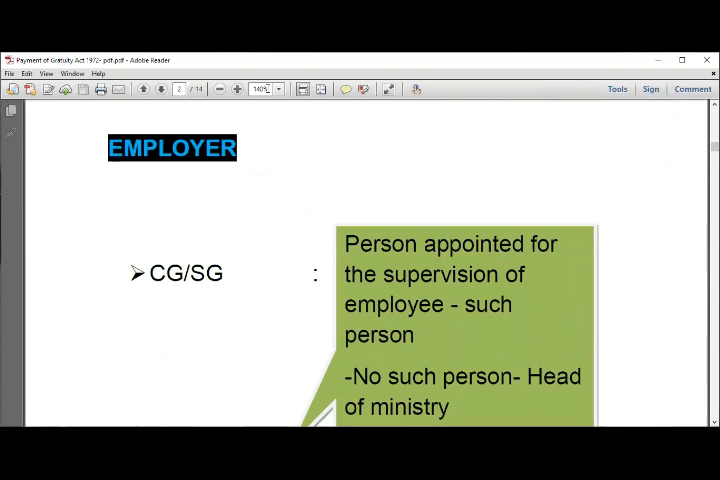 Payment of Gratuity Act 1972- pdf.pdf - Adobe Reader
File Edit View Window Help
2 / 14 140% Tools Sign Comment
EMPLOYER
CG/SG :
Person appointed for
the supervision of
employee - such
person
-No such person- Head
of ministry